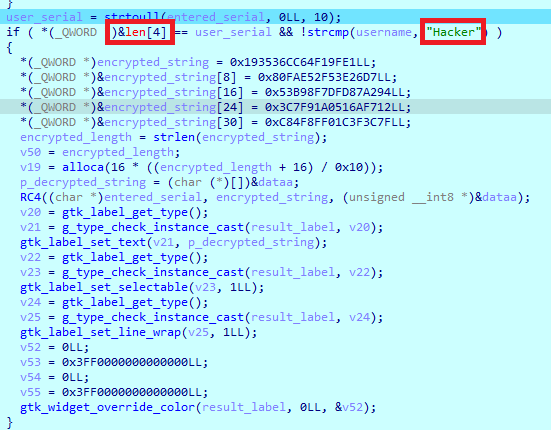 }
user_serial = strtoull(entered_serial, 0LL, 10);
if ( *(_QWORD *)&len[4] == user_serial && !strcmp(username, "Hacker") )
{
*(_QWORD *)encrypted_string = 0x193536CC64F19FE1LL;
*(_QWORD *)&encrypted_string[8] = 0x80FAE52F53E26D7LL;
*(_QWORD *)&encrypted_string[16] = 0x53B98F7DFD87A294LL;
*(_QWORD *)&encrypted_string[24] = 0x3C7F91A0516AF712LL;
*(_QWORD *)&encrypted_string[30] = 0xC84F8FF01C3F3C7FLL;
encrypted_length = strlen(encrypted_string);
v50 = encrypted_length;
v19 = alloca(16 * ((encrypted_length + 16) / 0x10));
p_decrypted_string = (char (*)[])&dataa;
RC4((char *)entered_serial, encrypted_string, (unsigned __int8 *)&dataa);
v20 = gtk_label_get_type();
v21 = g_type_check_instance_cast(result_label, v20);
gtk_label_set_text(v21, p_decrypted_string);
v22 = gtk_label_get_type();
v23 = g_type_check_instance_cast(result_label, v22);
gtk_label_set_selectable(v23, 1LL);
v24 = gtk_label_get_type();
v25 = g_type_check_instance_cast(result_label, v24);
gtk_label_set_line_wrap(v25, 1LL);
v52 = 0LL;
v53 = 0x3FF0000000000000LL;
v54 = 0LL;
v55 = 0x3FF0000000000000LL;
gtk_widget_override_color(result_label, 0LL, &v52);
}